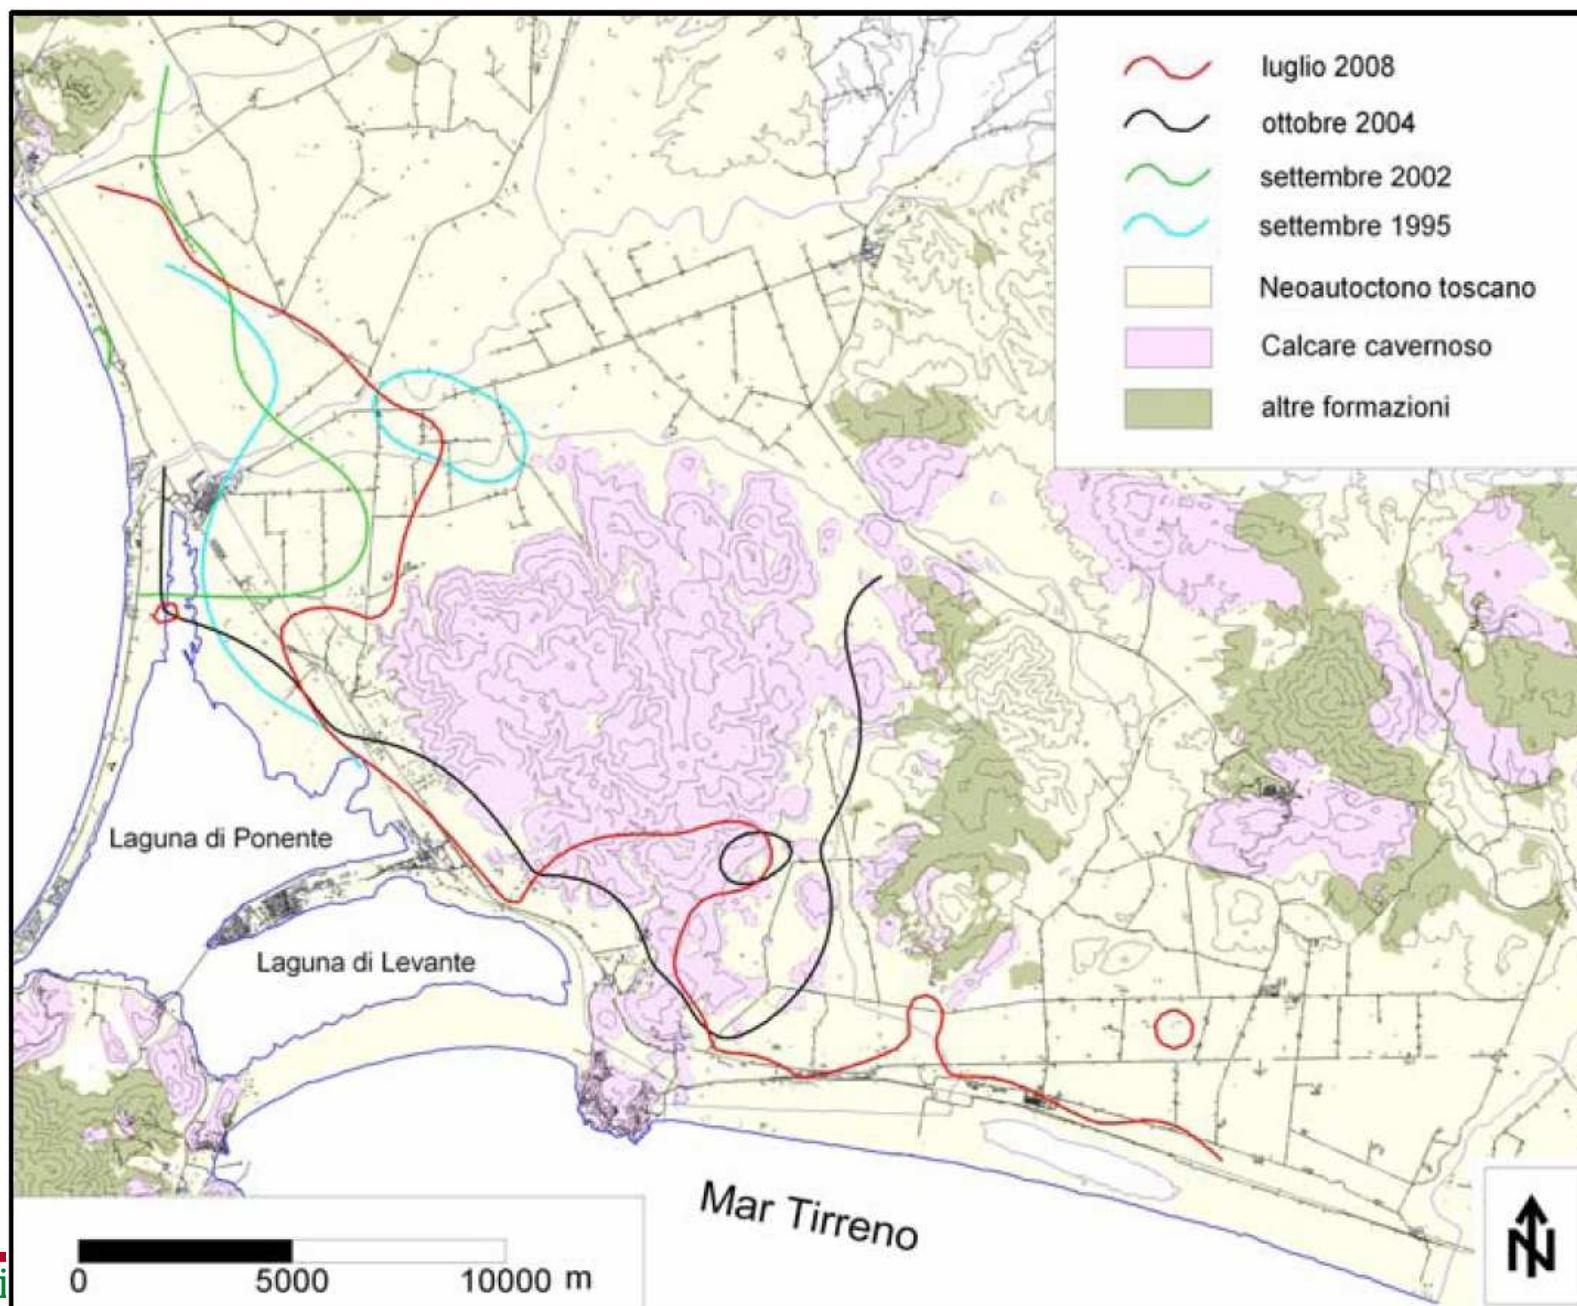 luglio 2008
ottobre 2004
settembre 2002
settembre 1995
Neoautoctono toscano
Calcare cavernoso
altre formazioni
Laguna di Ponente
Laguna di Levante
Mar Tirreno
0 5000 10000 m
N
i